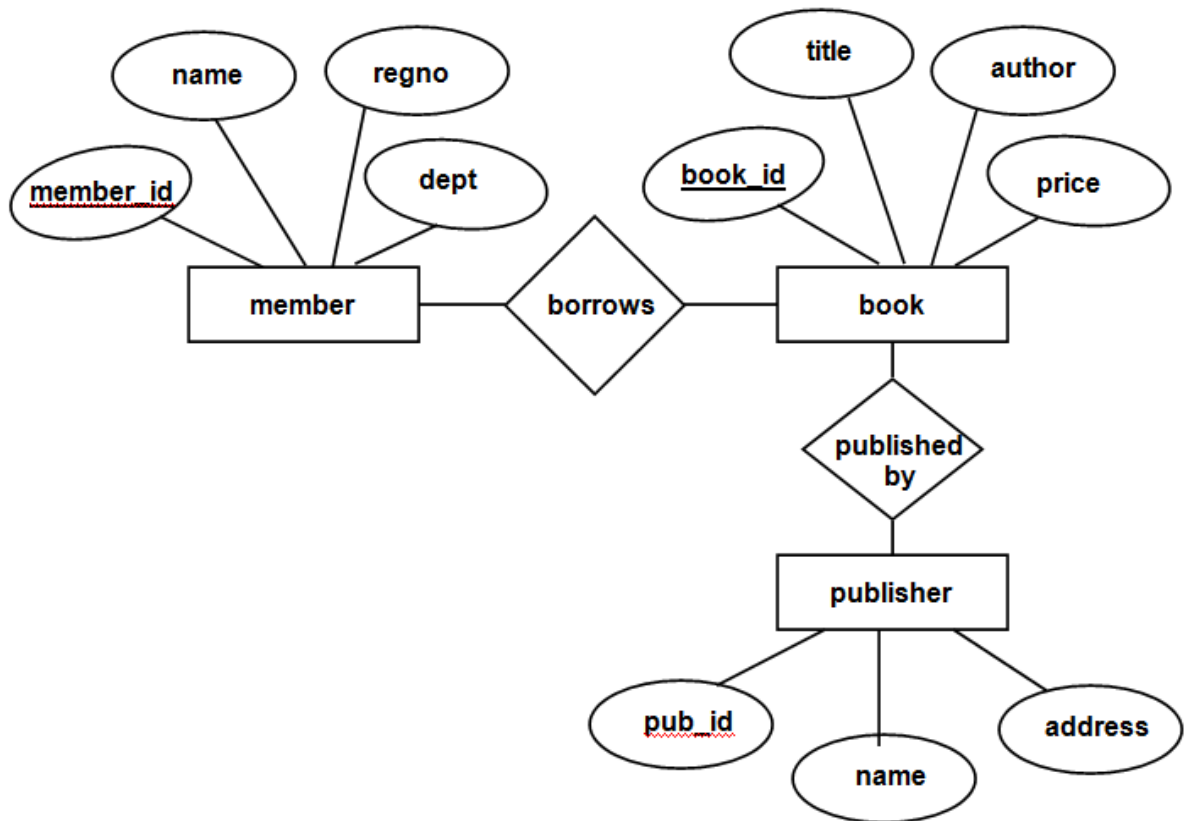 title
name
regno
author
book_id
dept
price
member_id
member
borrows
book
published
by
publisher
pub_id
address
name